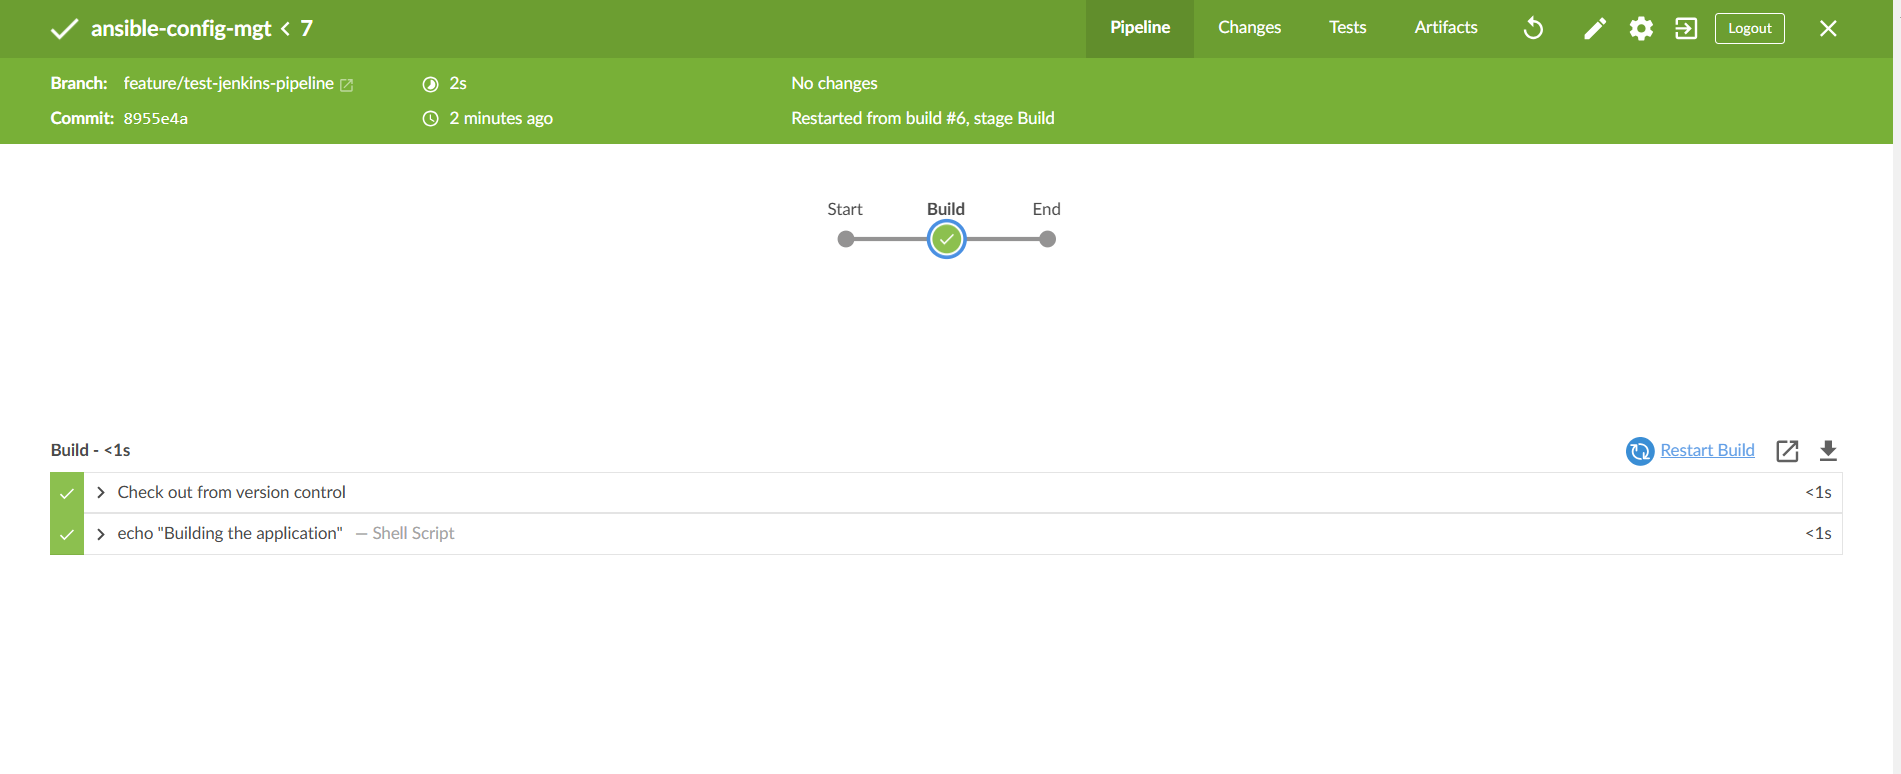 ansible-config-mgt < 7
Pipeline Changes Tests Artifacts Logout
Branch: feature/test-jenkins-pipeline 2s No changes
Commit: 8955e4a 2 minutes ago Restarted from build #6, stage Build
Start Build End
Build - <1s Restart Build
Check out from version control <1s
echo "Building the application" — Shell Script <1s